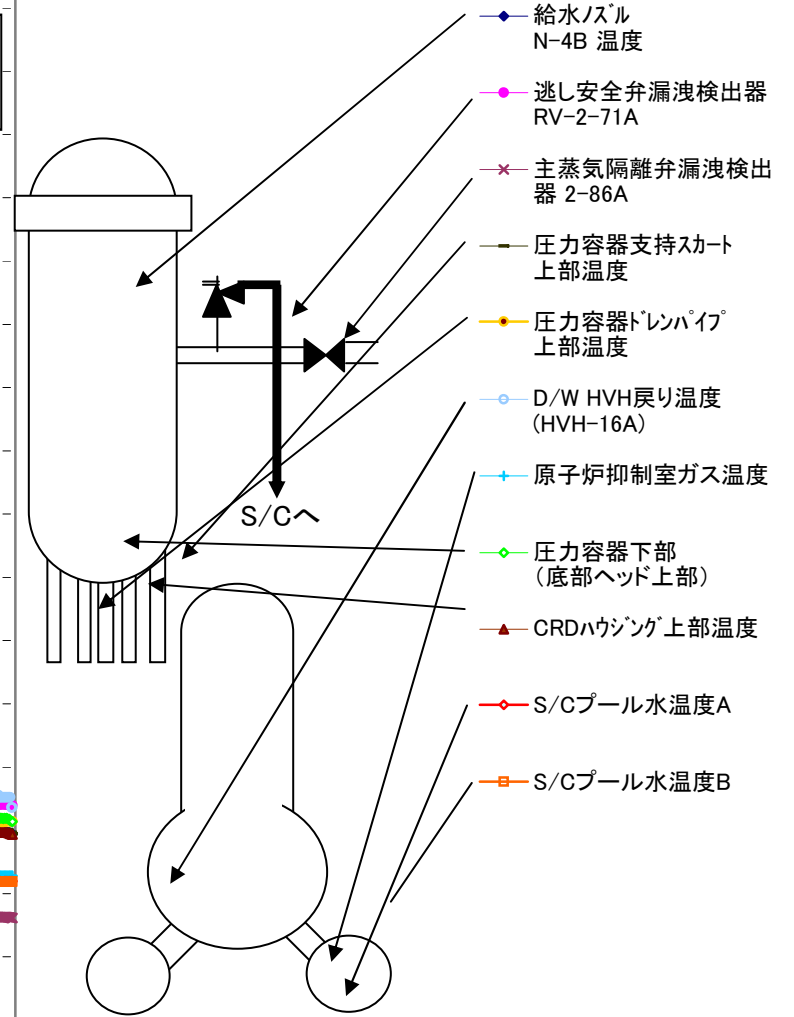 給水ノズル
N-4B 温度
逃し安全弁漏洩検出器
RV-2-71A
主蒸気隔離弁漏洩検出
器 2-86A
圧力容器支持スカート
上部温度
圧力容器ドレンパイプ
上部温度
D/W HVH戻り温度
(HVH-16A)
原子炉抑制室ガス温度
S/Cへ
圧力容器下部
（底部ヘッド上部）
CRDハウジング上部温度
S/Cプール水温度A
S/Cプール水温度B